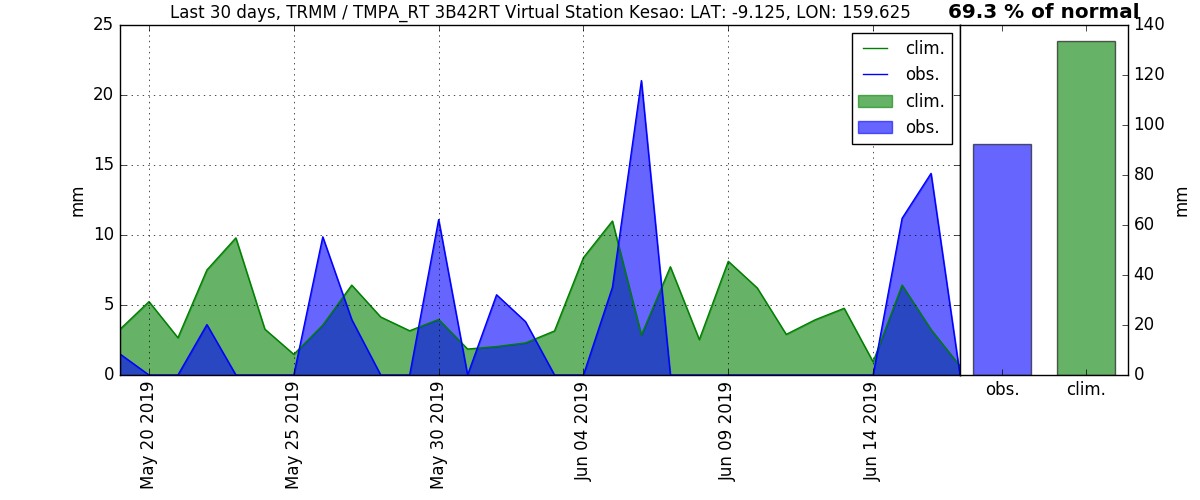 Last 30 days, TRMM / TMPA_RT 3B42RT Virtual Station Kesao: LAT: -9.125, LON: 159.625
69.3 % of normal
clim.
obs.
clim.
obs.
mm
25
20
15
10
5
0
May 20 2019
May 25 2019
May 30 2019
Jun 04 2019
Jun 09 2019
Jun 14 2019
140
120
100
80
60
40
20
0
mm
obs.
clim.